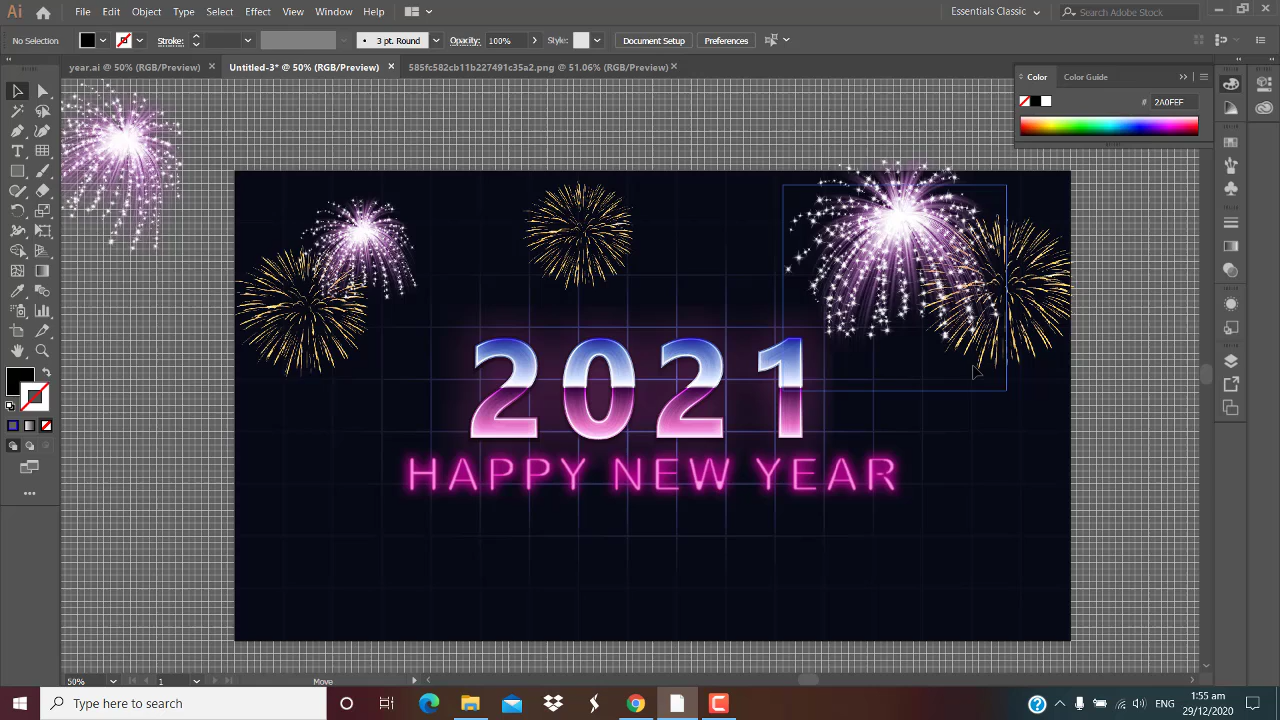 Ai File Edit Object Type Select Effect View Window Help Essentials Classic Search Adobe Stock
No Selection Stroke: 3 pt. Round Opacity: 100% Style: Document Setup Preferences
year.ai @ 50% (RGB/Preview) × Untitled-3* @ 50% (RGB/Preview) × 585fc582cb11b227491c35a2.png @ 51.06% (RGB/Preview) ×
Color Color Guide
# 2A0FEF
2021
HAPPY NEW YEAR
50% 1 Move
Type here to search
1:55 am
29/12/2020